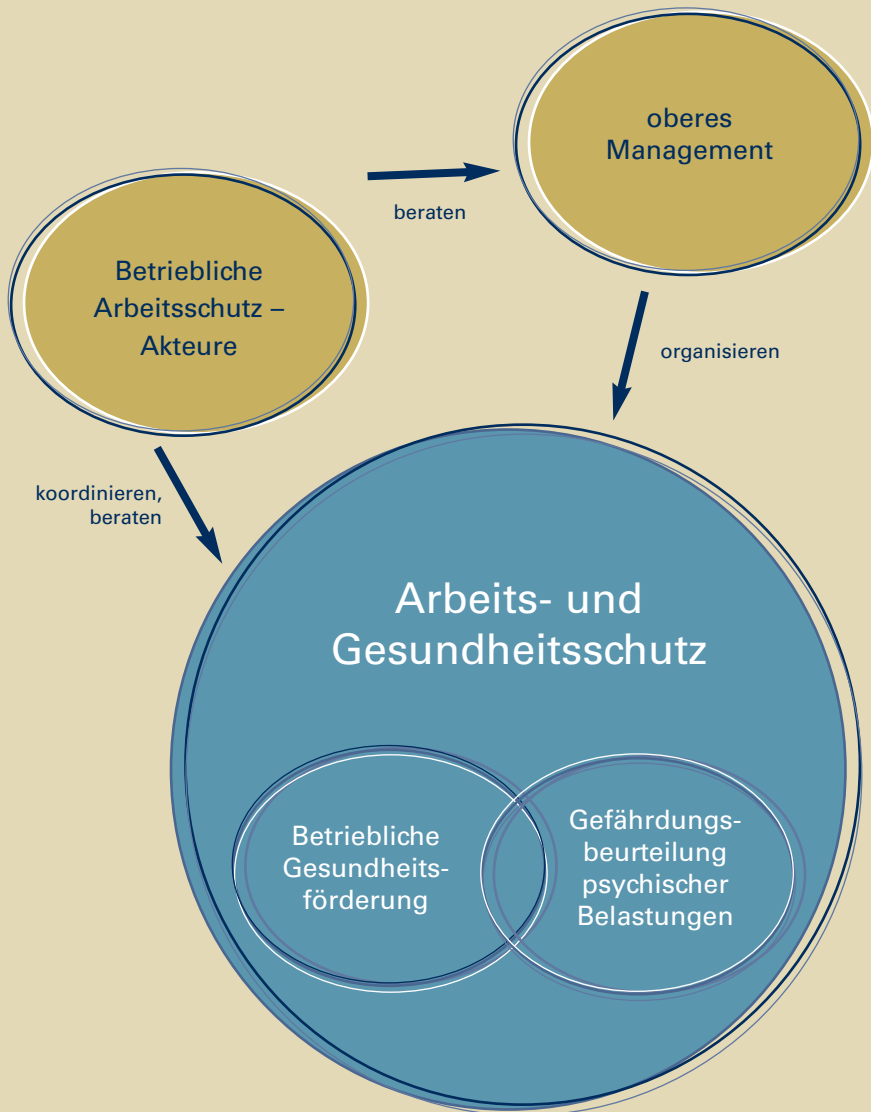 oberes
Management
beraten
Betriebliche
Arbeitsschutz –
Akteure
organisieren
koordinieren,
beraten
Arbeits- und
Gesundheitsschutz
Betriebliche
Gesundheits-
förderung
Gefährdungs-
beurteilung
psychischer
Belastungen